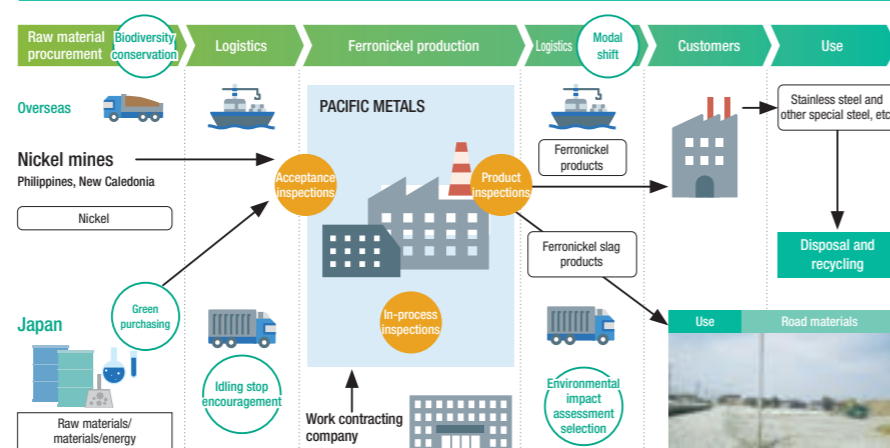 Raw material
procurement
Biodiversity
conservation
Logistics
Ferronickel production
Logistics
Modal
shift
Customers
Use
Overseas
Nickel mines
Philippines, New Caledonia
Nickel
Japan
Green
purchasing
Raw materials/
materials/energy
Idling stop
encouragement
PACIFIC METALS
Acceptance
inspections
Product
inspections
In-process
inspections
Work contracting
company
Ferronickel
products
Ferronickel slag
products
Environmental
impact
assessment
selection
Stainless steel and
other special steel, etc
Disposal and
recycling
Use
Road materials